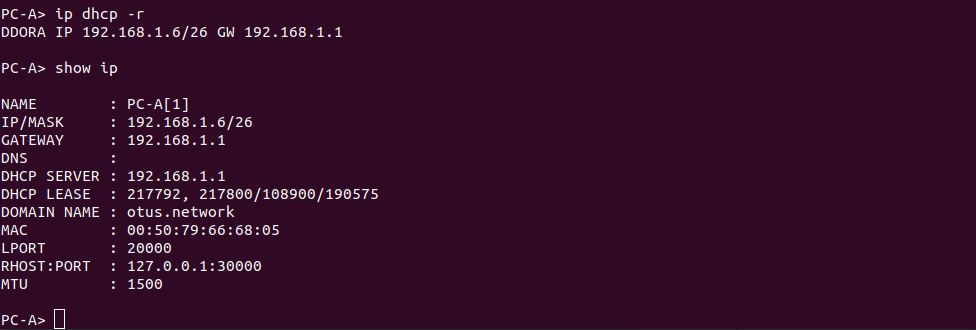 PC-A> ip dhcp -r
DDORA IP 192.168.1.6/26 GW 192.168.1.1
PC-A> show ip
NAME        : PC-A[1]
IP/MASK     : 192.168.1.6/26
GATEWAY     : 192.168.1.1
DNS         :
DHCP SERVER : 192.168.1.1
DHCP LEASE  : 217792, 217800/108900/190575
DOMAIN NAME : otus.network
MAC         : 00:50:79:66:68:05
LPORT       : 20000
RHOST:PORT  : 127.0.0.1:30000
MTU         : 1500
PC-A>